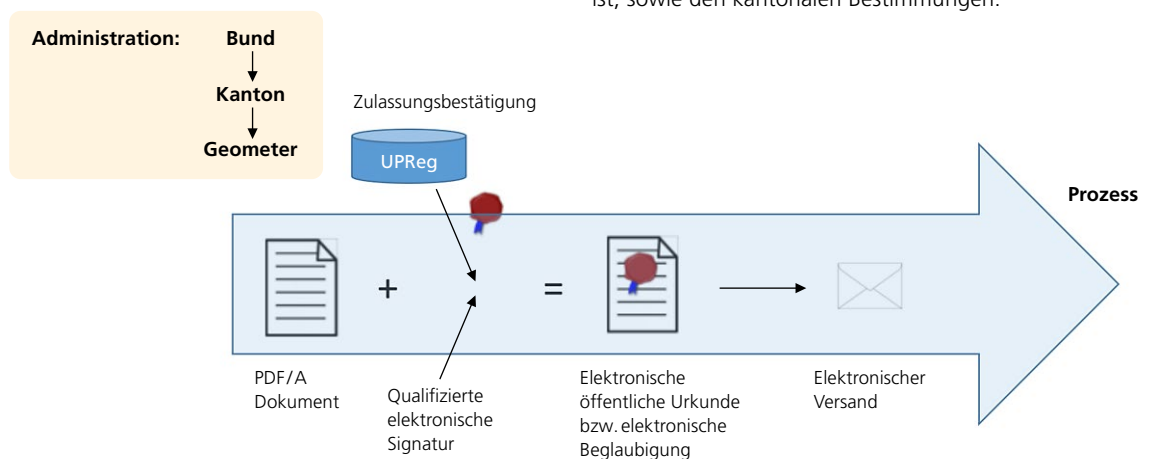 ist, sowie den kantonalen Bestimmungen.
Administration: Bund
Kanton
Geometer
Zulassungsbestätigung
UPReg
Prozess
+
=
PDF/A
Dokument
Qualifizierte
elektronische
Signatur
Elektronische
öffentliche Urkunde
bzw. elektronische
Beglaubigung
Elektronischer
Versand